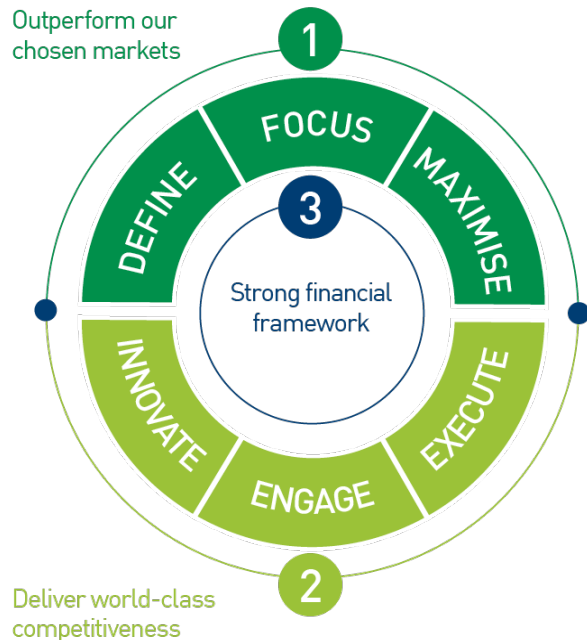 Outperform our
chosen markets
1
DEFINE
FOCUS
MAXIMISE
3
Strong financial
framework
INNOVATE
ENGAGE
EXECUTE
2
Deliver world-class
competitiveness